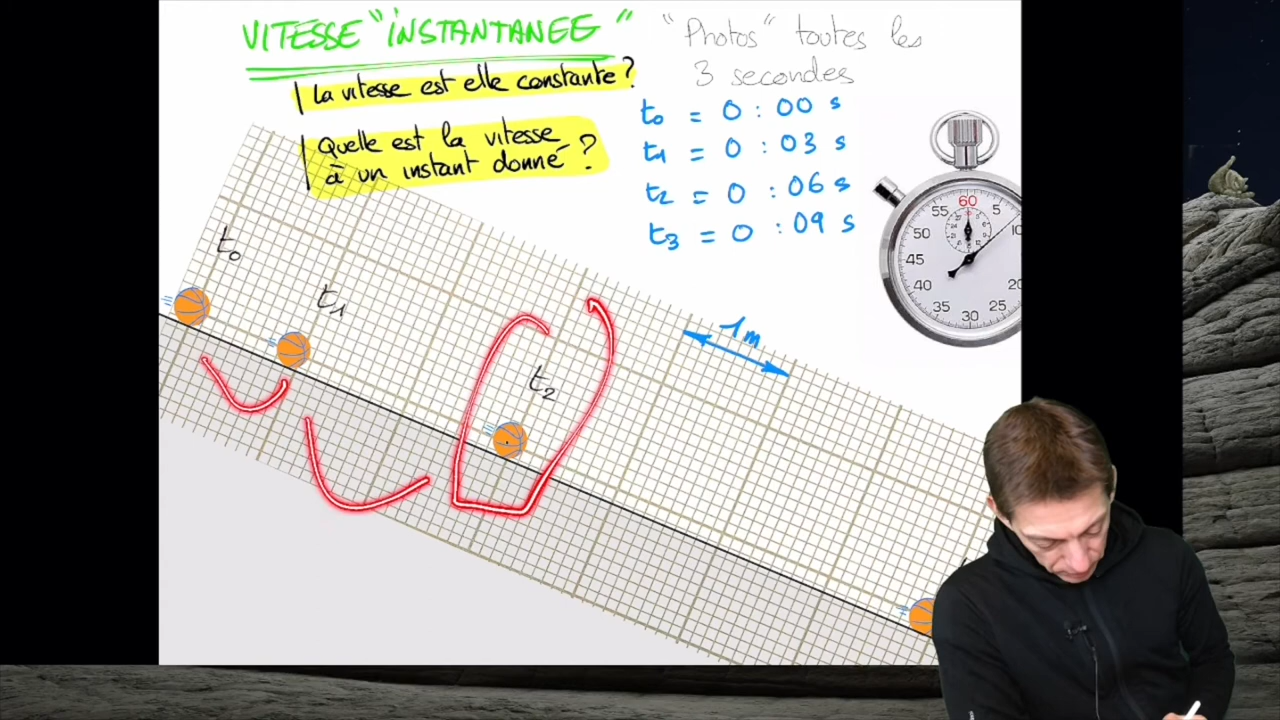 VITESSE "iNSTANTANEE"
La vitesse est elle constante ?
Quelle est la vitesse
à un instant donné ?
"Photos" toutes les
3 secondes
t0 = 0 : 00 s
t1 = 0 : 03 s
t2 = 0 : 06 s
t3 = 0 : 09 s
60
55 5
50 10
45
40 20
35 25
30
t0
t1
t2
1m